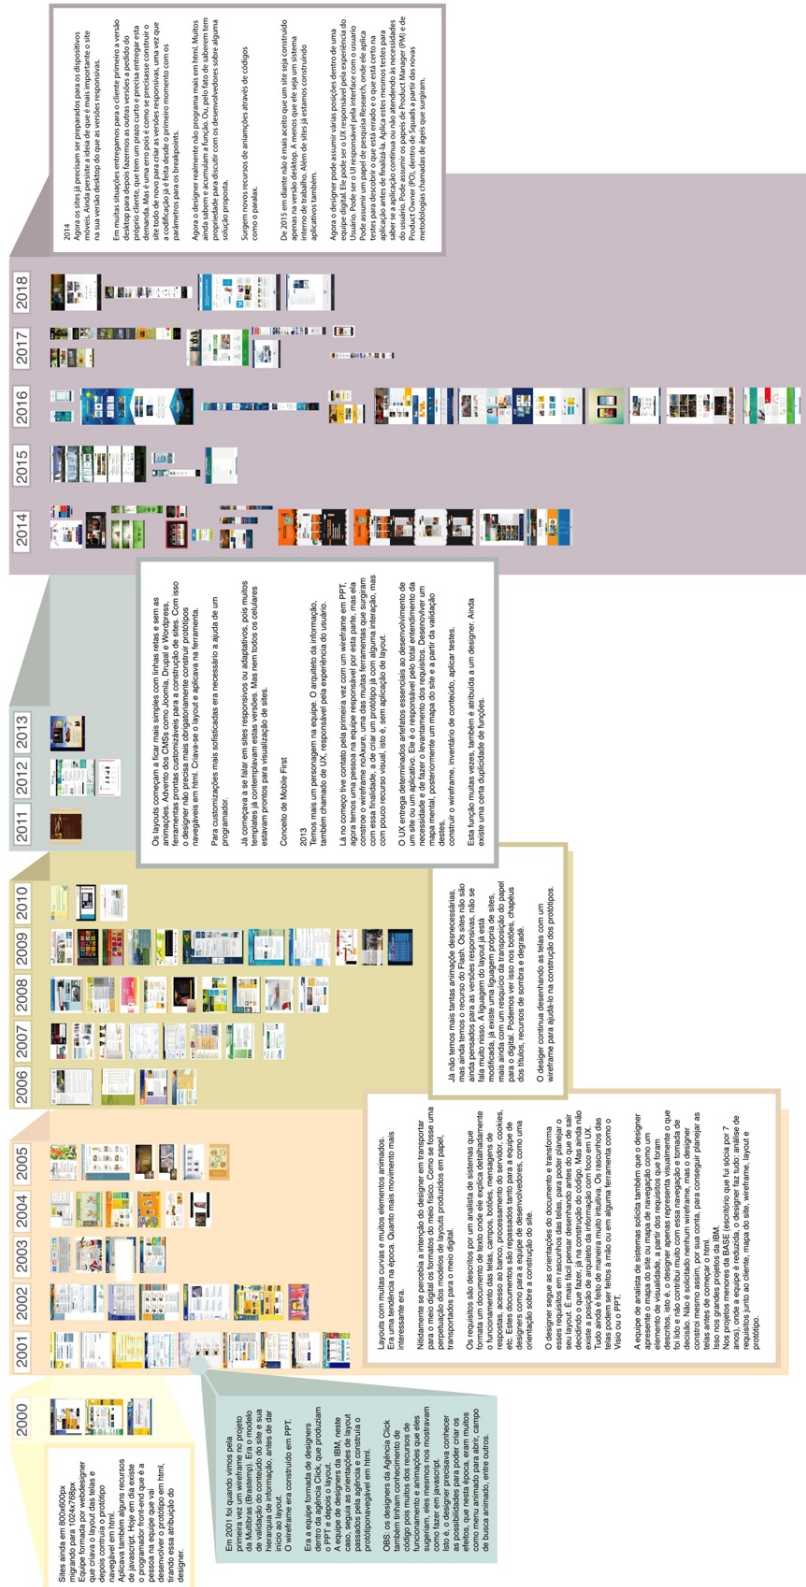 2000
2001
2002
2003
2004
2005
2006
2007
2008
2009
2010
2011
2012
2013
2014
2015
2016
2017
2018
Sites ainda em 800x600px
migrando para 1024x768px
Equipe formada por webdesigner
que criava o layout das telas e
depois contruia o protótipo
navegável em html.
Aplicava também alguns recursos
de javascript. Hoje em dia existe
o programador front-end que é a
pessoa na equipe que vai
desenvolver o protótipo em html,
tirando essa atribuição do
designer.
Em 2001 foi quando vimos pela
primeira vez um wireframe no projeto
da Multibras (Brastemp). Era o modelo
de validação do conteúdo do site e sua
hierarquia de informação, antes de dar
início ao layout.
O wireframe era construído em PPT.
Era a equipe formada de designers
dentro da agência Click, que produziam
o PPT e depois o layout.
A equipe de designers da IBM, neste
caso, seguia as orientações de layout
passados pela agência e construia o
protótiponavegável em html.
OBS: os designers da Agência Click
também tinham conhecimento de
código pois muitos dos recursos de
funcionamento e animações que eles
sugeriam, eles mesmos nos mostravam
como fazer em javascript.
Isto é, o designer precisava conhecer
as possibilidades para poder criar os
efeitos, que nesta época, eram muitos
como menu animado para abrir, campo
de busca animado, entre outros.
Layouts com muitas curvas e muitos elementos animados.
Era uma tendência na época. Quanto mais movimento mais
interessante era.
Nitidamente se percebia a intenção do designer em transportar
para o meio digital os formatos do meio físico. Como se fosse uma
perpetuação dos modelos de layouts produzidos em papel,
transportados para o meio digital.
Os requisitos são descritos por um analista de sistemas que
formata um documento de texto onde ele explica detalhadamente
o funcionamento das telas, campos, botões, mensagens de
respostas, acesso ao banco, processamento do servidor, cookies,
etc. Estes documentos são repassados tanto para a equipe de
designers como para a equipe de desenvolvedores, como uma
orientação sobre a construção do site.
O designer segue as orientações do documento e transforma
esses requisitos em rascunhos das telas, para poder planejar o
seu layout. É mais fácil pensar desenhando antes do que de sair
decidindo o que fazer, já na construção do código. Mas ainda não
existe a posição de arquiteto da informação com foco em UX.
Tudo ainda é feito de maneira muito intuitiva. Os rascunhos das
telas podem ser feitos à mão ou em alguma ferramenta como o
Visio ou o PPT.
A equipe de analista de sistemas solicita também que o designer
apresente o mapa do site ou mapa de navegação como um
elemento de visualidade, a partir dos requisitos que foram
descritos, isto é, o designer apenas representa visualmente o que
foi lido e não contribui muito com essa navegação e tomada de
decisão. Não é solicitado nenhum wireframe, mas o designer
constroi mesmo assim, por sua conta, para conseguir planejar as
telas antes de começar o html.
Isso nos grandes projetos da IBM.
Nos projetos menores da BASE (escritório que fui sócia por 7
anos), onde a equipe é reduzida, o designer faz tudo: análise de
requisitos junto ao cliente, mapa do site, wireframe, layout e
protótipo.
Já não temos mais tantas animaçõe desnecessárias,
mas ainda temos o recurso do Flash. Os sites não são
ainda pensados para as versões responsivas, não se
fala muito nisso. A liguagem do layout já está
modificada, já existe uma liguagem propria de sites,
mais ainda com um resquício da transposição do papel
para o digital. Podemos ver isso nos botões, chapéus
dos títulos, recursos de sombra e degradê.
O desiger continua desenhando as telas com um
wireframe para ajudá-lo na construção dos protótipos.
Os layouts começam a ficar mais simples com linhas retas e sem as
animações. Advento dos CMSs como Joomla, Drupal e Wordpress,
ferramentas prontas customizáveis para a construção de sites. Com isso
o designer não precisa mais obrigatoriamente construir protótipos
navegáveis em html. Criava-se o layout e aplicava na ferramenta.
Para customizações mais sofisticadas era necessário a ajuda de um
programador.
Já começava a se falar em sites responsivos ou adaptativos, pois muitos
templates já contemplavam estas versões. Mas nem todos os celulares
estavam prontos para visualização de sites.
Conceito de Mobile First
2013
Temos mais um personagem na equipe. O arquiteto da informação,
também chamado de UX, responsável pela experiência do usuário.
Lá no começo tive contato pela primeira vez com um wireframe em PPT,
agora temos uma pessoa na equipe responsável por esta parte, mas ela
constroe o wireframe noAxure, uma das muitas ferramentas que surgiram
com essa finalidade, a de criar um protótipo já com alguma interação, mas
com pouco recurso visual, isto é, sem aplicação de layout.
O UX entrega determinados artefatos essenciais ao desenvolvimento de
um site ou um aplicativo. Ele é o responsável pelo total entendimento da
necessidade e de fazer o levantamento dos requisitos. Desenvolver um
mapa mental, posteriormente um mapa do site e a partir da validação
destes,
construir o wireframe, inventário de conteúdo, aplicar testes.
Esta função muitas vezes, também é atribuída a um designer. Ainda
existe uma certa duplicidade de funções.
2014
Agora os sites já precisam ser preparados para os dispositivos
móveis. Ainda persiste a ideia de que é mais importante o site
na sua versão desktop do que as versões responsivas.
Em muitas situações entregamos para o cliente primeiro a versão
desktop para depois fazermos as outras versões a pedido do
próprio cliente, que tem um prazo curto e precisa entregar esta
demanda. Mas é uma erro pois é como se precisasse construir o
site todo de novo para criar as versões responsivas, uma vez que
a codificação já é feita desde o primeiro momento com os
parâmetros para os breakpoints.
Agora o designer realmente não programa mais em html. Muitos
ainda sabem e acumulam a função. Ou, pelo fato de saberem tem
propriedade para discutir com os desenvolvedores sobre alguma
solução proposta.
Surgem novos recursos de aniamções através de códigos
como o paralax.
De 2015 em diante não é mais aceito que um site seja construído
apenas na versão desktop. A menos que ele seja um sistema
interno de trabalho. Além de sites já estamos construindo
aplicativos também.
Agora o designer pode assumir várias posições dentro de uma
equipe digital. Ele pode ser o UX responsável pela experiência do
Usuário. Pode ser o UI responsável pela interface com o usuario
Pode assumir um papel de pesquisa Research, onde ele aplica
testes para descobrir o que está errado e o que está certo na
aplicação antes de finaliza-la. Aplica estes mesmos testes para
saber se a aplicação continua ou não atendendo às necessidades
do usuário. Pode assumir os papeis de Product Manager (PM) e de
Product Owner (PO), dentro de Squads a partir das novas
metodologias chamadas de ágeis que surgiram.